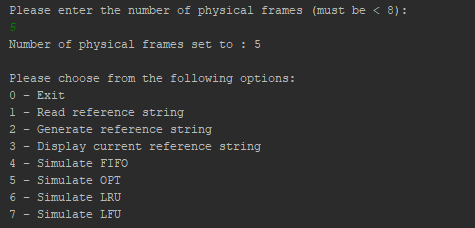 Please enter the number of physical frames (must be < 8):
5
Number of physical frames set to : 5
Please choose from the following options:
0 - Exit
1 - Read reference string
2 - Generate reference string
3 - Display current reference string
4 - Simulate FIFO
5 - Simulate OPT
6 - Simulate LRU
7 - Simulate LFU